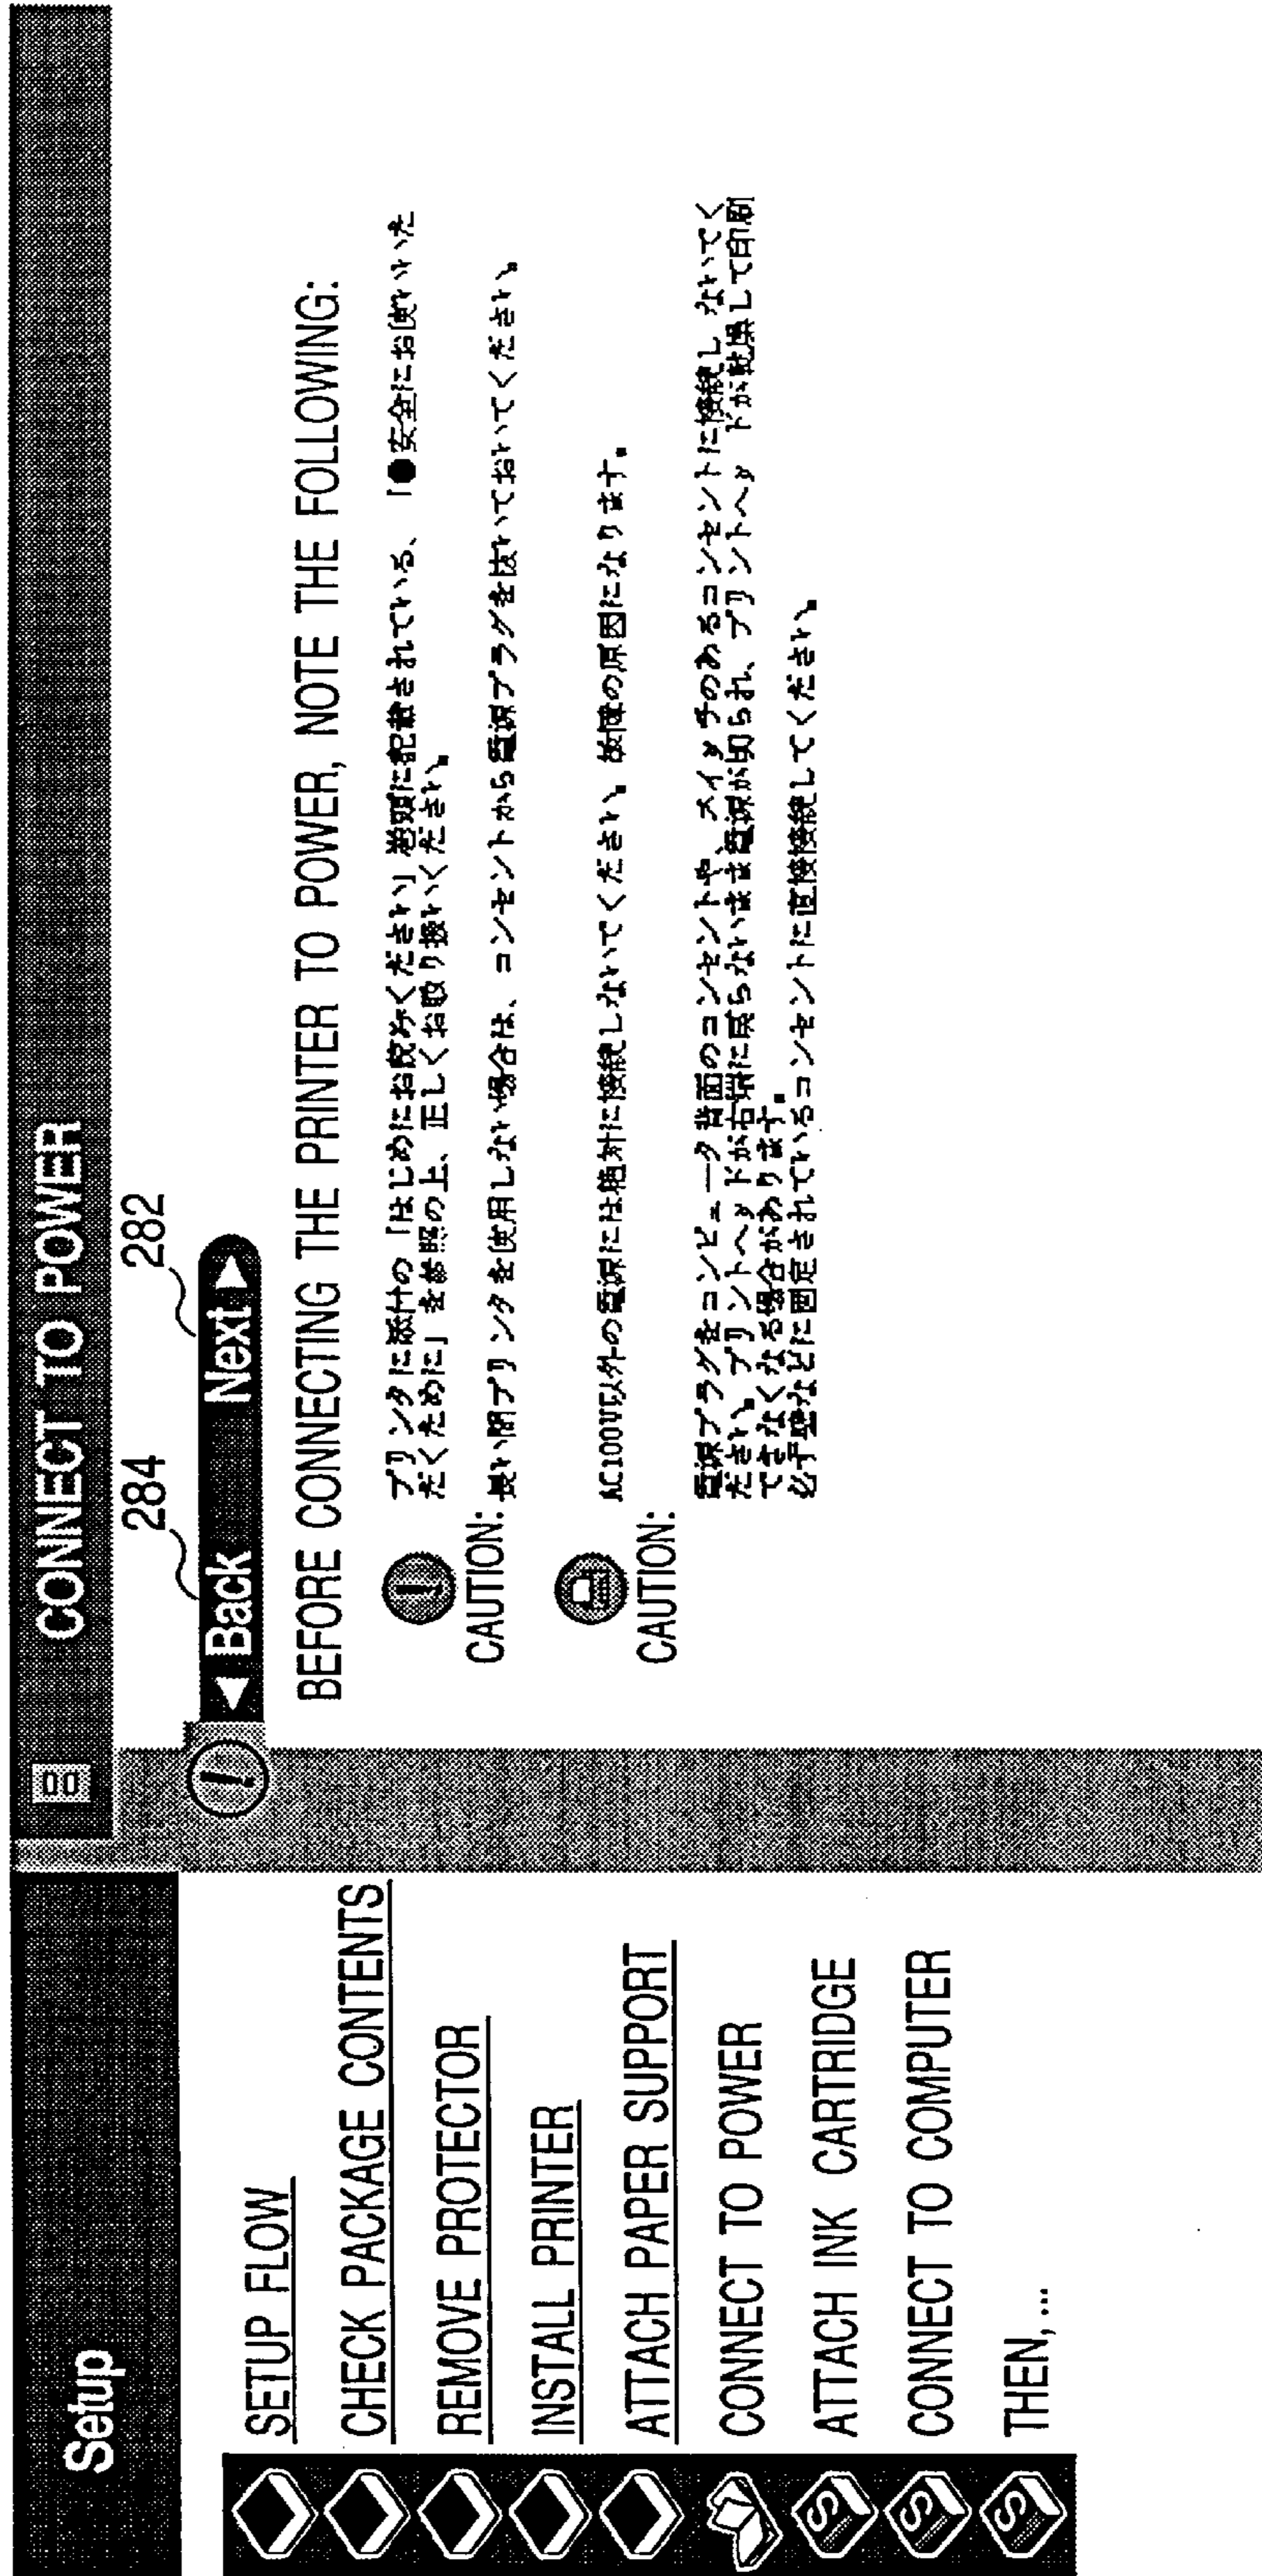 Setup
SETUP FLOW
CHECK PACKAGE CONTENTS
REMOVE PROTECTOR
INSTALL PRINTER
ATTACH PAPER SUPPORT
CONNECT TO POWER
ATTACH INK CARTRIDGE
CONNECT TO COMPUTER
THEN, ...
CONNECT TO POWER
284
282
◀ Back Next ▶
BEFORE CONNECTING THE PRINTER TO POWER, NOTE THE FOLLOWING:
プリンタに添付の「はじめにお読みください」巻頭に記載されている、「●安全にお使いいた
だくために」を参照の上、正しくお取り扱いください。
CAUTION:
長い間プリンタを使用しない場合は、コンセントから電源プラグを抜いておいてください。
AC100V以外の電源には絶対に接続しないでください。故障の原因になります。
CAUTION:
電源プラグをコンピュータ背面のコンセントや、スイッチのあるコンセントに接続しないでく
ださい。プリントヘッドが右端に戻らないまま電源が切られ、プリントヘッドが乾燥して印刷
できなくなる場合があります。
必ず壁などに固定されているコンセントに直接接続してください。